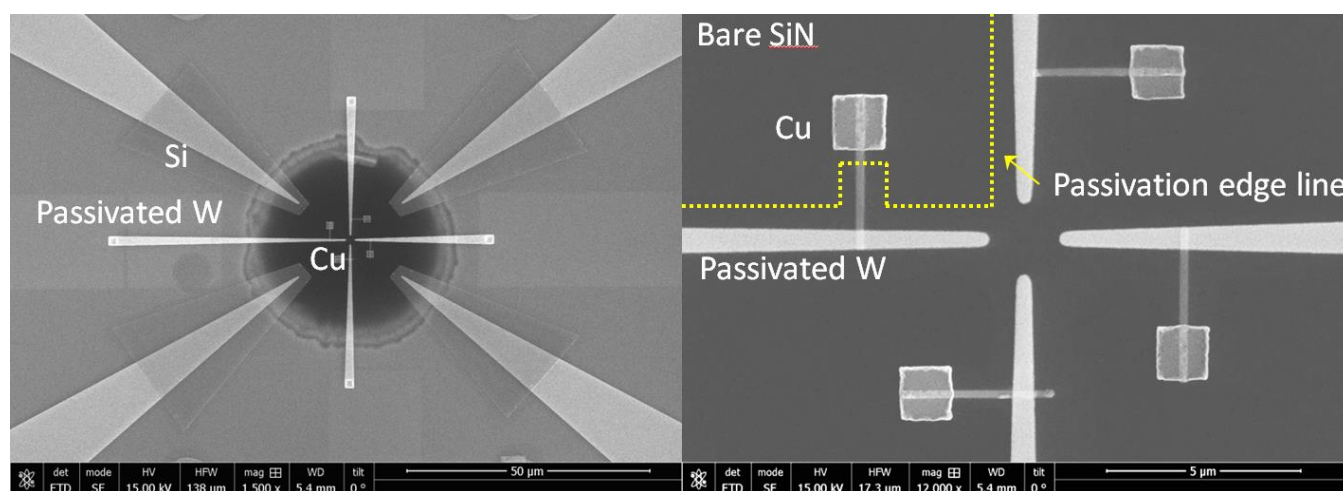 Si
Passivated W
Cu
det mode HV HFW mag WD tilt
ETD SE 15.00 kV 138 µm 1 500 x 5.4 mm 0 °
50 µm
Bare SiN
Cu
Passivation edge line
Passivated W
det mode HV HFW mag WD tilt
ETD SE 15.00 kV 17.3 µm 12 000 x 5.4 mm 0 °
5 µm